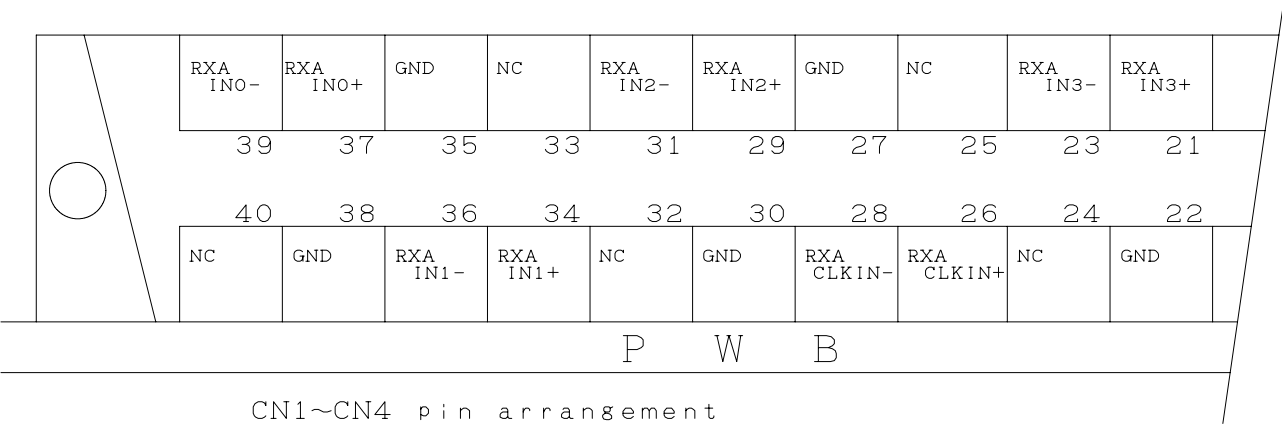 RXA RXA GND NC RXA RXA GND NC RXA RXA
IN0- IN0+ IN2- IN2+ IN3- IN3+
39 37 35 33 31 29 27 25 23 21
40 38 36 34 32 30 28 26 24 22
NC GND RXA RXA NC GND RXA RXA NC GND
IN1- IN1+ CLKIN- CLKIN+
P W B
CN1~CN4 pin arrangement